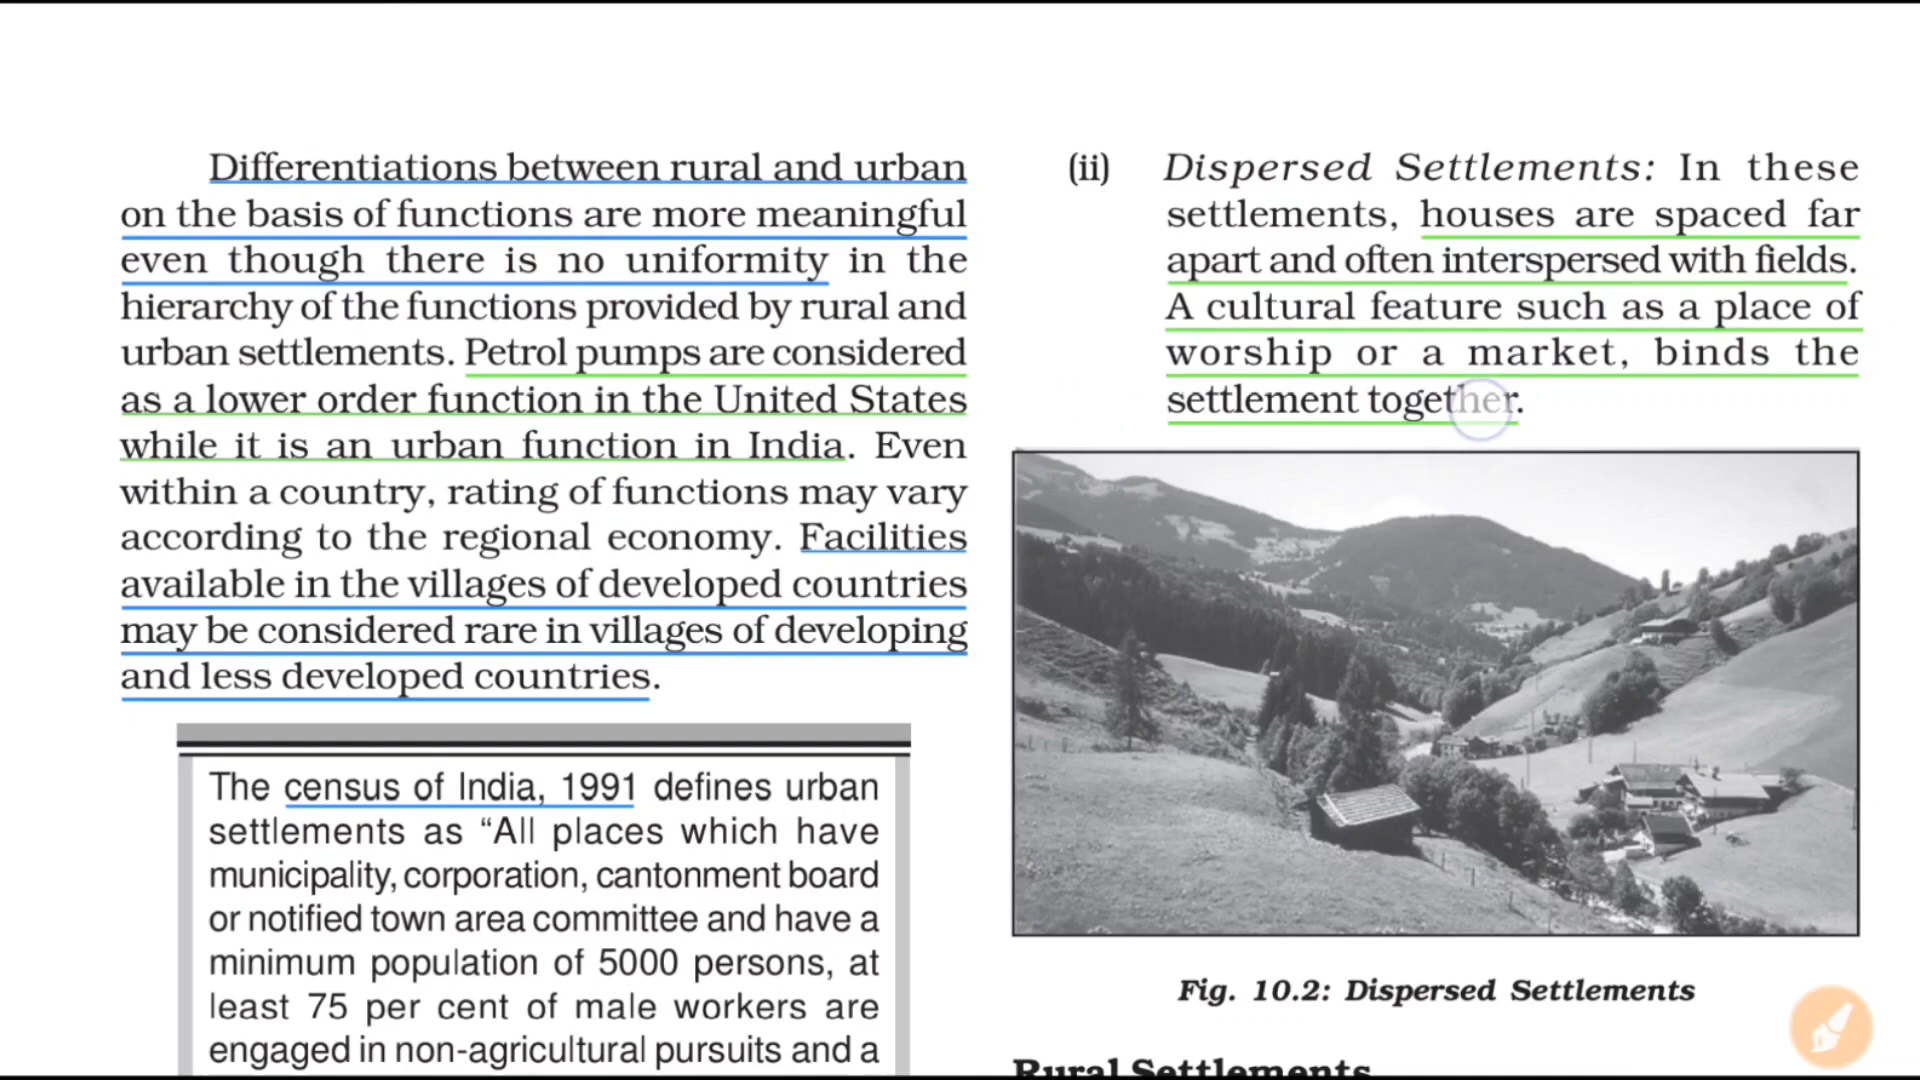 Differentiations between rural and urban
on the basis of functions are more meaningful
even though there is no uniformity in the
hierarchy of the functions provided by rural and
urban settlements. Petrol pumps are considered
as a lower order function in the United States
while it is an urban function in India. Even
within a country, rating of functions may vary
according to the regional economy. Facilities
available in the villages of developed countries
may be considered rare in villages of developing
and less developed countries.
The census of India, 1991 defines urban
settlements as “All places which have
municipality, corporation, cantonment board
or notified town area committee and have a
minimum population of 5000 persons, at
least 75 per cent of male workers are
engaged in non-agricultural pursuits and a
(ii) Dispersed Settlements: In these
settlements, houses are spaced far
apart and often interspersed with fields.
A cultural feature such as a place of
worship or a market, binds the
settlement together.
Fig. 10.2: Dispersed Settlements
Rural Settlements